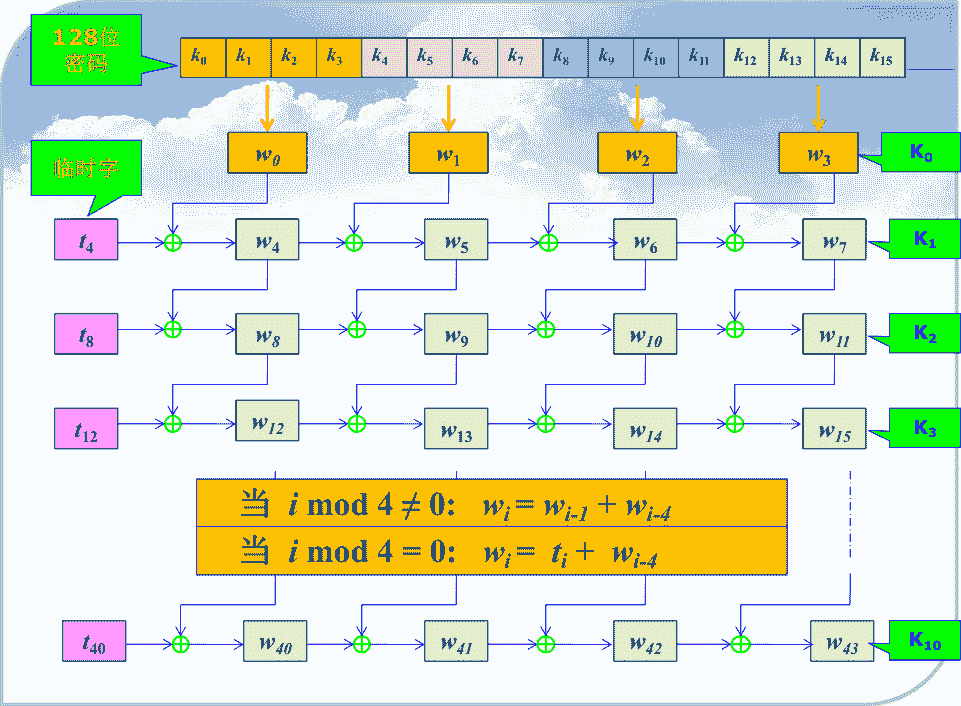 128位
密码
k0 k1 k2 k3 k4 k5 k6 k7 k8 k9 k10 k11 k12 k13 k14 k15
w0 w1 w2 w3 K0
临时字
t4 w4 w5 w6 w7 K1
t8 w8 w9 w10 w11 K2
t12 w12 w13 w14 w15 K3
当 i mod 4 ≠ 0: wi = wi-1 + wi-4
当 i mod 4 = 0: wi = ti + wi-4
t40 w40 w41 w42 w43 K10